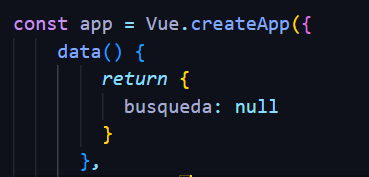 const app = Vue.createApp({
data() {
return {
busqueda: null
}
},